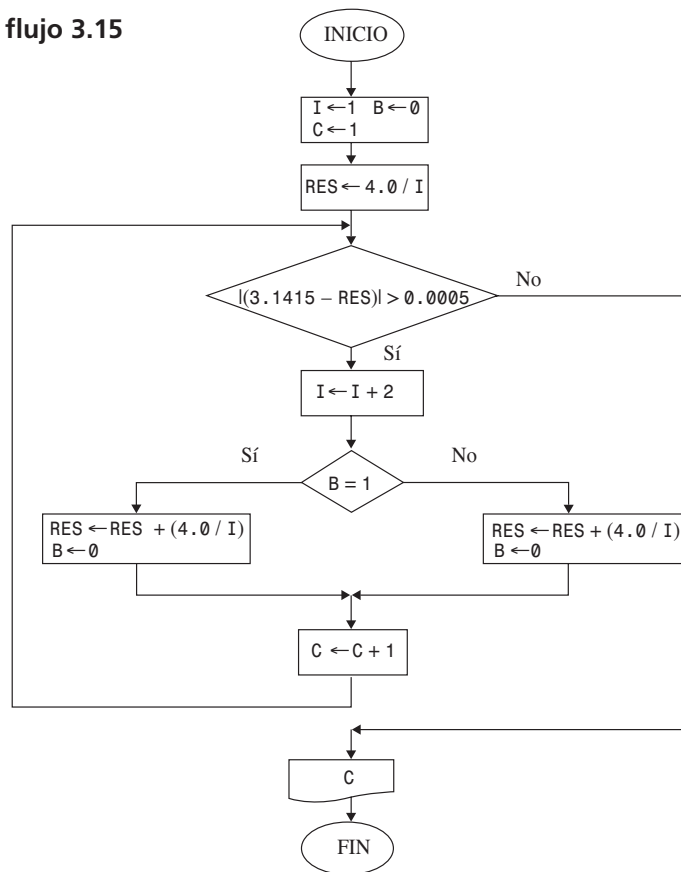 flujo 3.15
INICIO
I ← 1 B ← 0
C ← 1
RES ← 4.0 / I
|(3.1415 – RES)| > 0.0005
No
Sí
I ← I + 2
Sí
B = 1
No
RES ← RES + (4.0 / I)
B ← 0
RES ← RES + (4.0 / I)
B ← 0
C ← C + 1
C
FIN